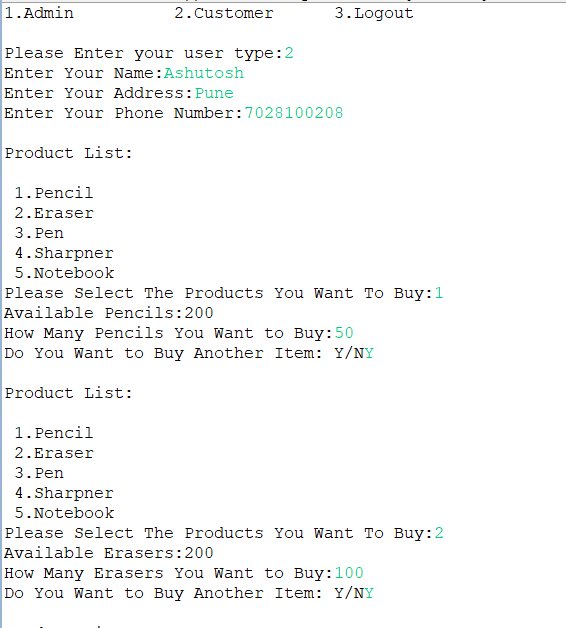 1.Admin 2.Customer 3.Logout
Please Enter your user type:2
Enter Your Name:Ashutosh
Enter Your Address:Pune
Enter Your Phone Number:7028100208
Product List:
1.Pencil
2.Eraser
3.Pen
4.Sharpner
5.Notebook
Please Select The Products You Want To Buy:1
Available Pencils:200
How Many Pencils You Want to Buy:50
Do You Want to Buy Another Item: Y/NY
Product List:
1.Pencil
2.Eraser
3.Pen
4.Sharpner
5.Notebook
Please Select The Products You Want To Buy:2
Available Erasers:200
How Many Erasers You Want to Buy:100
Do You Want to Buy Another Item: Y/NY